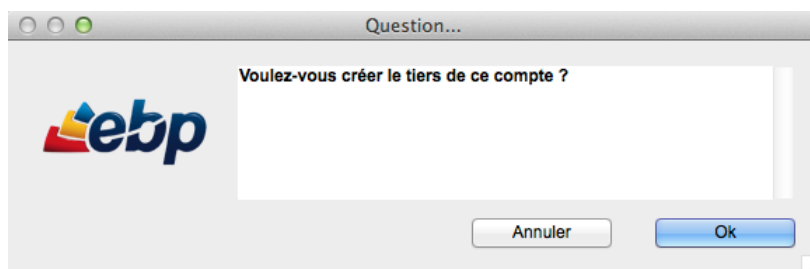 Question...
Voulez-vous créer le tiers de ce compte ?
ebp
Annuler
Ok